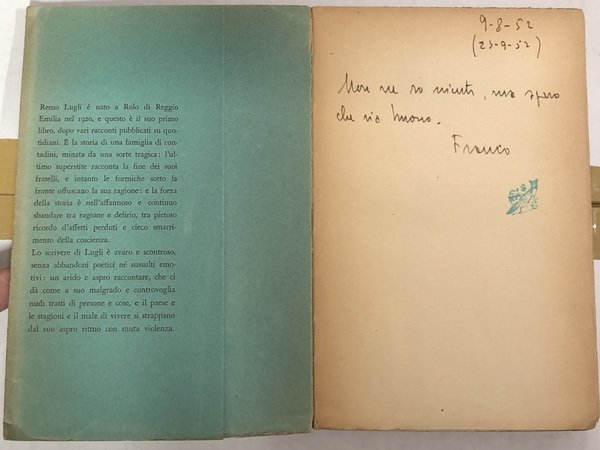 Remo Lugli è nato a Rolo di Reggio
Emilia nel 1920, e questo è il suo primo
libro, dopo vari racconti pubblicati su quo-
tidiani. È la storia di una famiglia di con-
tadini, minata da una sorte tragica: l'ul-
timo superstite racconta la fine dei suoi
fratelli, e intanto le formiche sotto la
fronte offuscano la sua ragione: e la forza
della storia è nell'affannoso e continuo
sbandare tra ragione e delirio, tra pietoso
ricordo d'affetti perduti e cieco smarri-
mento della coscienza.
Lo scrivere di Lugli è avaro e scontroso,
senza abbandoni poetici né sussulti emo-
tivi: un arido e aspro raccontare, che ci
dà come a suo malgrado e controvoglia
nudi tratti di persone e cose, e il paese e
le stagioni e il male di vivere si strappano
dal suo aspro ritmo con muta violenza.
9-8-52
(23-9-52)
Non ne so niente, ma spero
che sia buono.
Franco